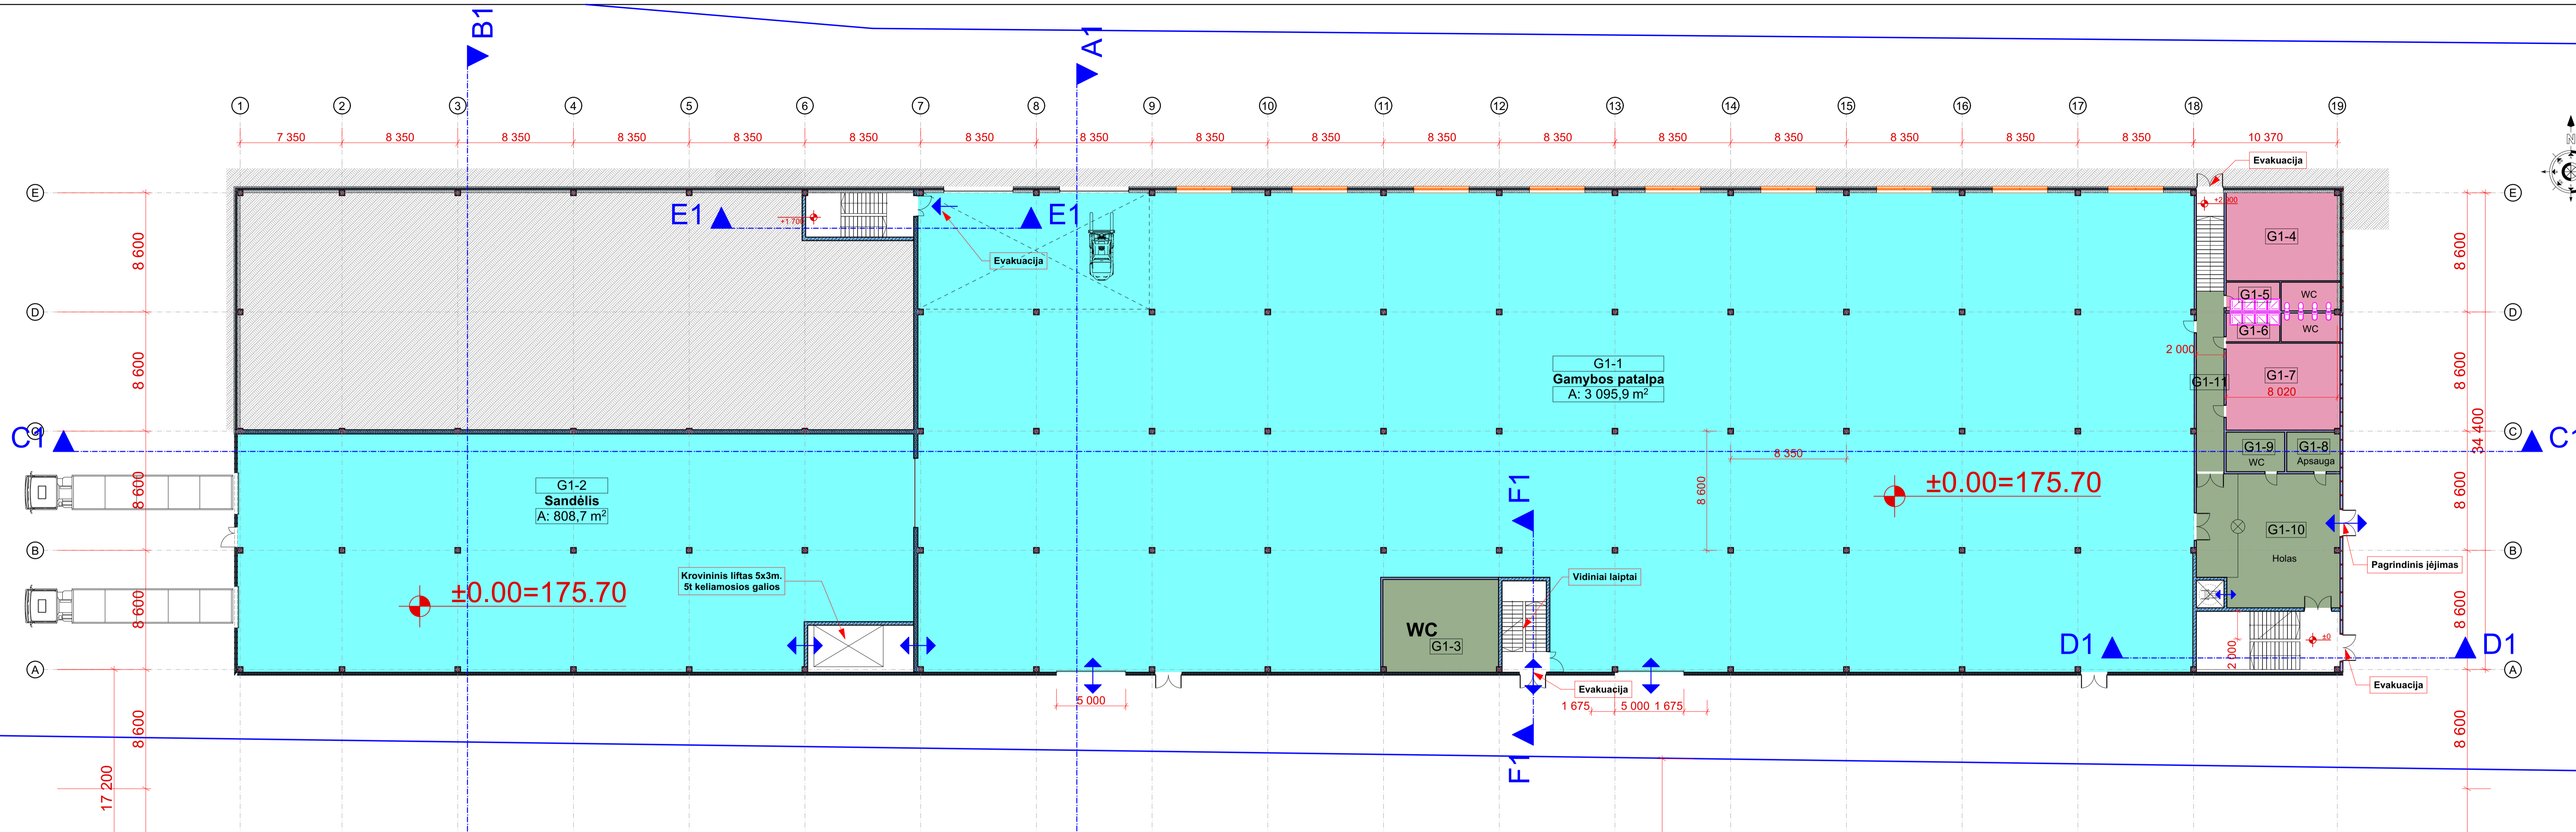 B1
A1
1 2 3 4 5 6 7 8 9 10 11 12 13 14 15 16 17 18 19
7 350 8 350 8 350 8 350 8 350 8 350 8 350 8 350 8 350 8 350 8 350 8 350 8 350 8 350 8 350 8 350 8 350 10 370
N
Evakuacija
E
E
+1.700
E1
E1
Evakuacija
G1-4
8 600
8 600
D
D
G1-5
WC
G1-6
WC
8 600
8 600
2 000
G1-11
G1-7
8 020
G1-1
Gamybos patalpa
A: 3 095,9 m²
C1
C
C
C1
34 400
8 350
G1-9
WC
G1-8
Apsauga
8 600
8 600
8 600
G1-2
Sandėlis
A: 808,7 m²
F1
±0.00=175.70
G1-10
Holas
B
B
Pagrindinis įėjimas
Krovininis liftas 5x3m.
5t keliamosios galios
Vidiniai laiptai
±0.00=175.70
8 600
8 600
WC
G1-3
D1
2 000
±0
D1
A
A
Evakuacija
Evakuacija
5 000
1 675 5 000 1 675
8 600
8 600
F1
17 200